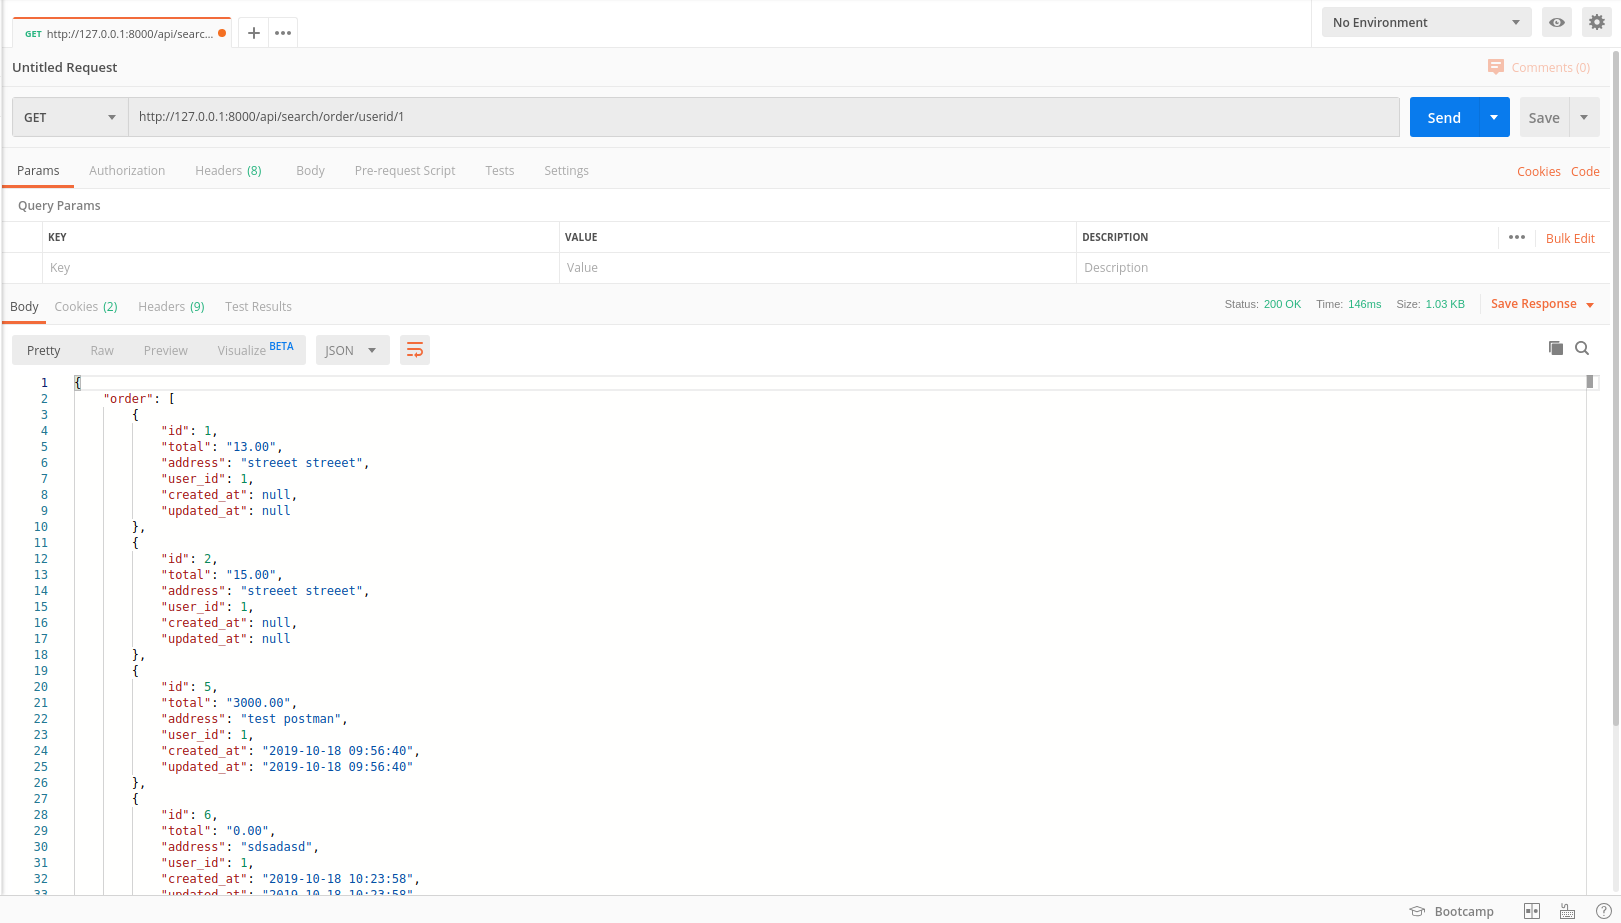 GET http://127.0.0.1:8000/api/searc...
No Environment
Untitled Request
Comments (0)
GET http://127.0.0.1:8000/api/search/order/userid/1 Send Save
Params Authorization Headers (8) Body Pre-request Script Tests Settings Cookies Code
Query Params
KEY VALUE DESCRIPTION Bulk Edit
Key Value Description
Body Cookies (2) Headers (9) Test Results Status: 200 OK Time: 146ms Size: 1.03 KB Save Response
Pretty Raw Preview Visualize BETA JSON
1 {
2 "order": [
3 {
4 "id": 1,
5 "total": "13.00",
6 "address": "streeet streeet",
7 "user_id": 1,
8 "created_at": null,
9 "updated_at": null
10 },
11 {
12 "id": 2,
13 "total": "15.00",
14 "address": "streeet streeet",
15 "user_id": 1,
16 "created_at": null,
17 "updated_at": null
18 },
19 {
20 "id": 5,
21 "total": "3000.00",
22 "address": "test postman",
23 "user_id": 1,
24 "created_at": "2019-10-18 09:56:40",
25 "updated_at": "2019-10-18 09:56:40"
26 },
27 {
28 "id": 6,
29 "total": "0.00",
30 "address": "sdsadasd",
31 "user_id": 1,
32 "created_at": "2019-10-18 10:23:58",
33 "updated_at": "2019-10-18 10:23:58"
Bootcamp